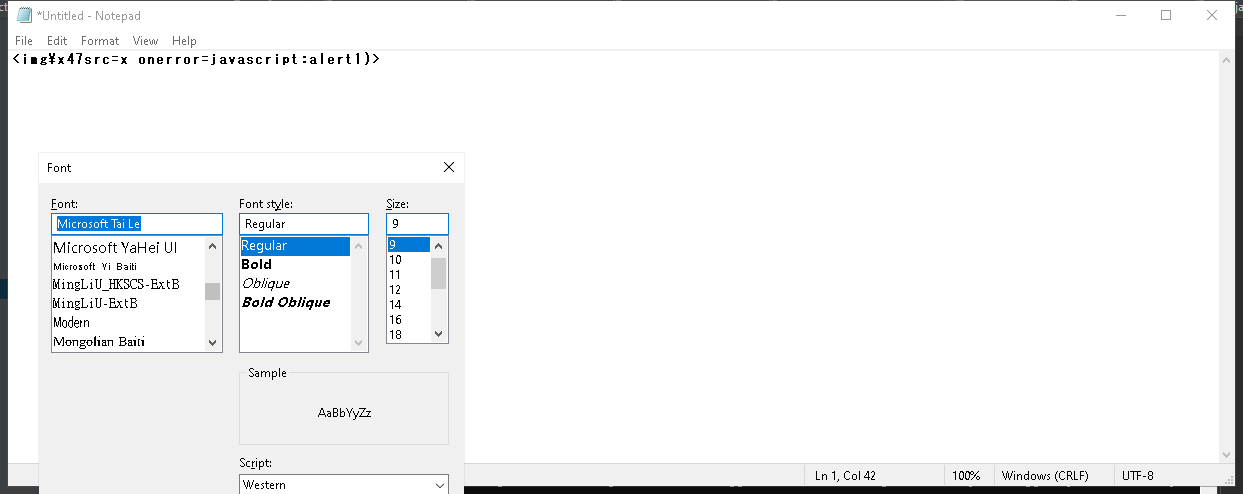 *Untitled - Notepad
File Edit Format View Help
<img¥x47src=x onerror=javascript:alert1)>
Font
Font: Font style: Size:
Microsoft Tai Le Regular 9
Microsoft YaHei UI Regular 9
Microsoft Yi Baiti Bold 10
MingLiU_HKSCS-ExtB Oblique 11
MingLiU-ExtB Bold Oblique 12
Modern 14
Mongolian Baiti 16
18
Sample
AaBbYyZz
Script:
Western
Ln 1, Col 42 100% Windows (CRLF) UTF-8